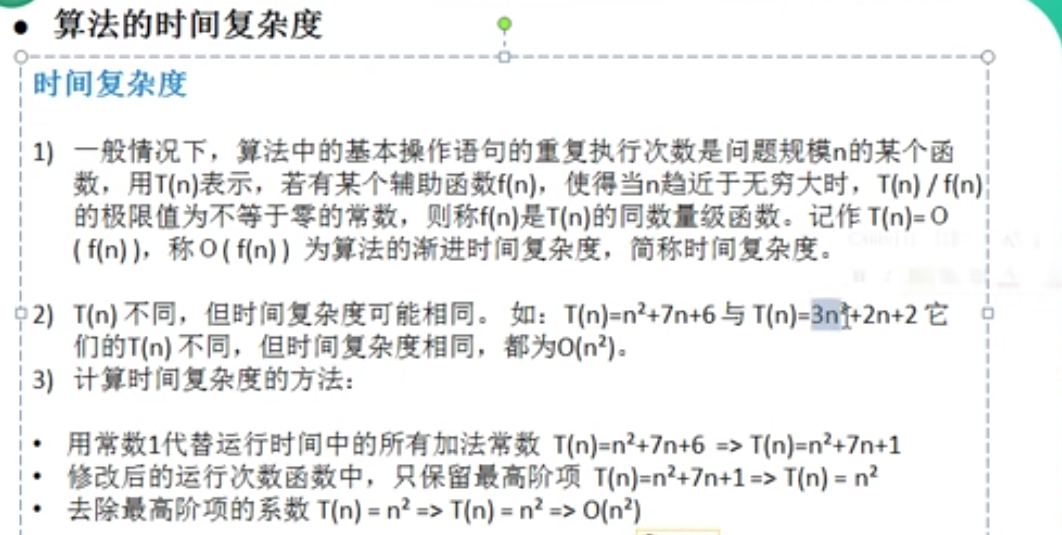 • 算法的时间复杂度
时间复杂度
1) 一般情况下，算法中的基本操作语句的重复执行次数是问题规模n的某个函
数，用T(n)表示，若有某个辅助函数f(n)，使得当n趋近于无穷大时，T(n) / f(n)
的极限值为不等于零的常数，则称f(n)是T(n)的同数量级函数。记作 T(n)=Ｏ
( f(n) )，称Ｏ( f(n) ) 为算法的渐进时间复杂度，简称时间复杂度。
2) T(n) 不同，但时间复杂度可能相同。 如：T(n)=n²+7n+6 与 T(n)=3n²+2n+2 它
们的T(n) 不同，但时间复杂度相同，都为O(n²)。
3) 计算时间复杂度的方法：
• 用常数1代替运行时间中的所有加法常数 T(n)=n²+7n+6 => T(n)=n²+7n+1
• 修改后的运行次数函数中，只保留最高阶项 T(n)=n²+7n+1 => T(n) = n²
• 去除最高阶项的系数 T(n) = n² => T(n) = n² => O(n²)